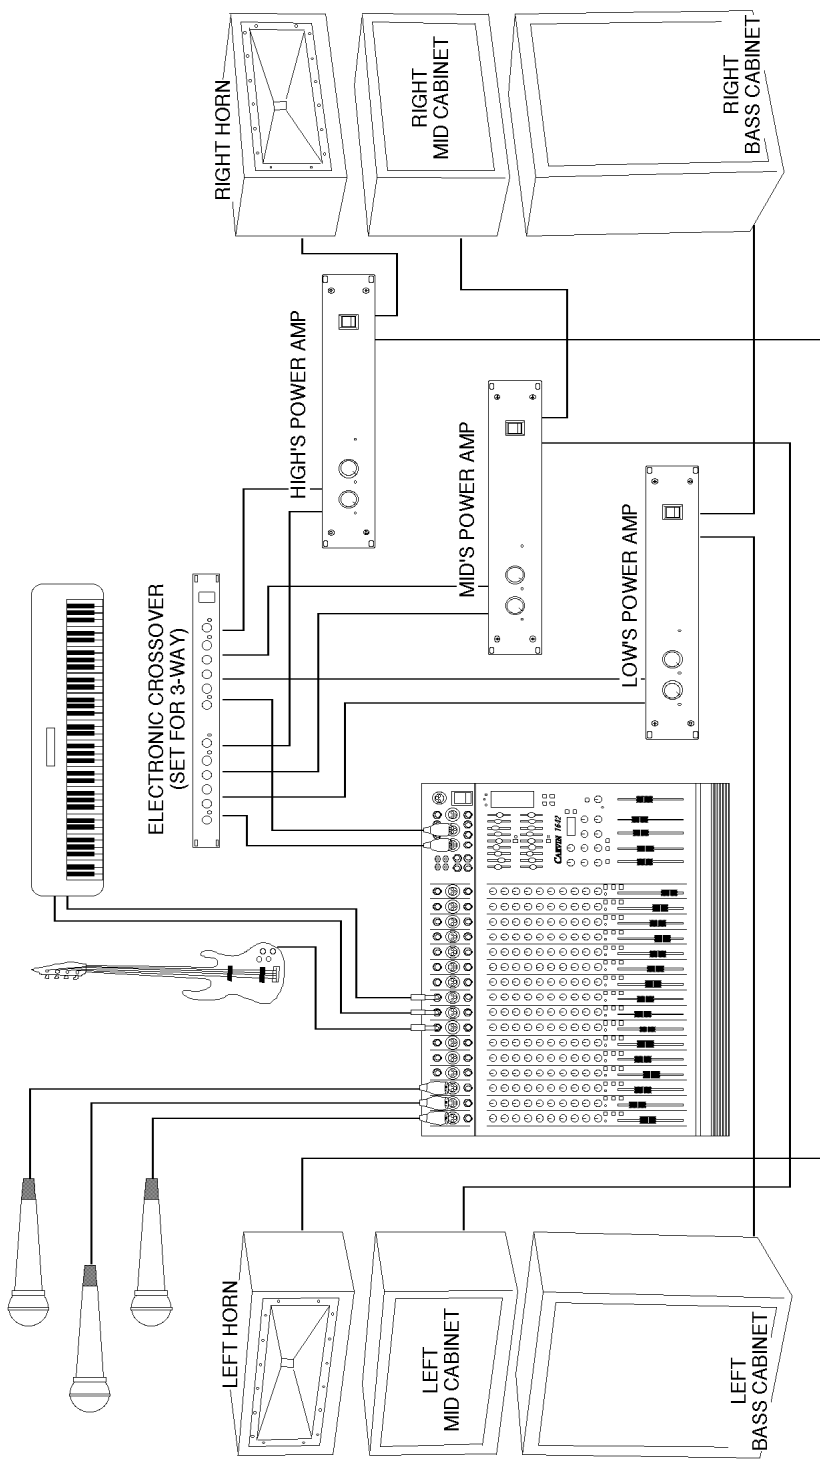 LEFT HORN
RIGHT HORN
LEFT
MID CABINET
RIGHT
MID CABINET
LEFT
BASS CABINET
RIGHT
BASS CABINET
ELECTRONIC CROSSOVER
(SET FOR 3-WAY)
HIGH'S POWER AMP
MID'S POWER AMP
LOW'S POWER AMP
CARVIN 1642